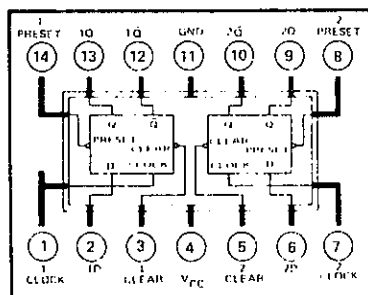 1 2
PRESET 1Q 1Q̄ GND 2Q̄ 2Q PRESET
14 13 12 11 10 9 8
Q Q̄ Q̄ Q
PRESET CLEAR CLEAR PRESET
D CLOCK CLOCK D
1 2 3 4 5 6 7
1 1D 1 VCC 2 2D 2
CLOCK CLEAR CLEAR CLOCK